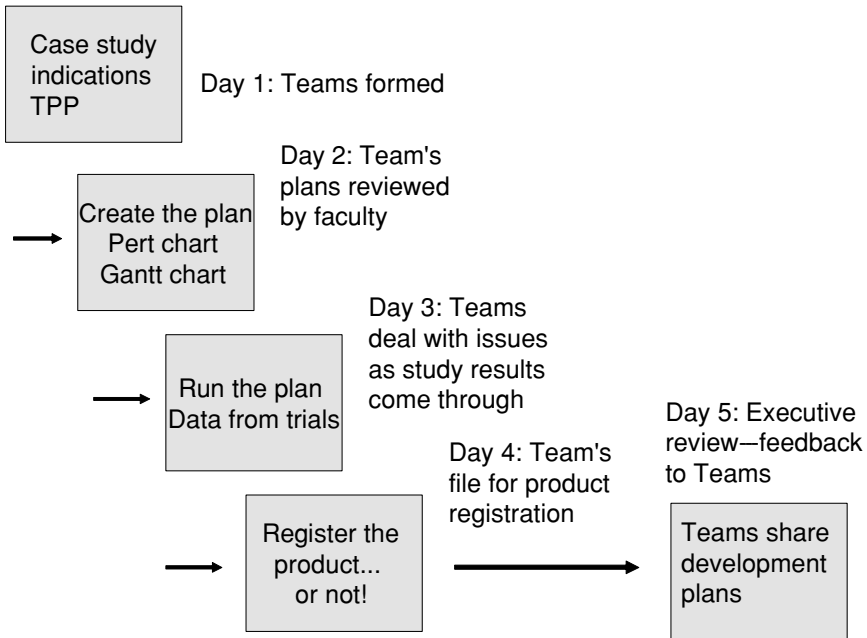 Case study
indications
TPP
Day 1: Teams formed
Day 2: Team's
plans reviewed
by faculty
Create the plan
Pert chart
Gantt chart
Day 3: Teams
deal with issues
as study results
come through
Run the plan
Data from trials
Day 4: Team's
file for product
registration
Register the
product...
or not!
Day 5: Executive
review---feedback
to Teams
Teams share
development
plans